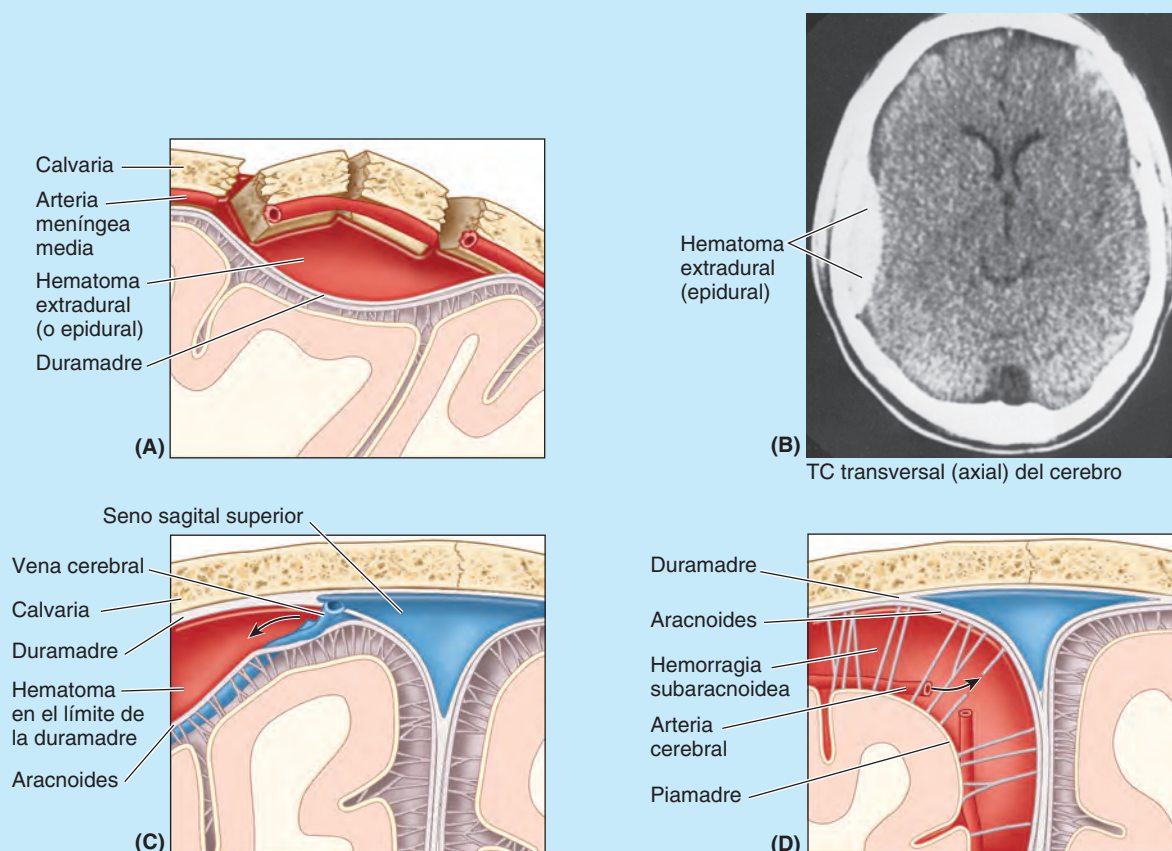 Calvaria
Arteria
meníngea
media
Hematoma
extradural
(o epidural)
Duramadre
(A)
Hematoma
extradural
(epidural)
(B)
TC transversal (axial) del cerebro
Seno sagital superior
Vena cerebral
Calvaria
Duramadre
Hematoma
en el límite de
la duramadre
Aracnoides
(C)
Duramadre
Aracnoides
Hemorragia
subaracnoidea
Arteria
cerebral
Piamadre
(D)